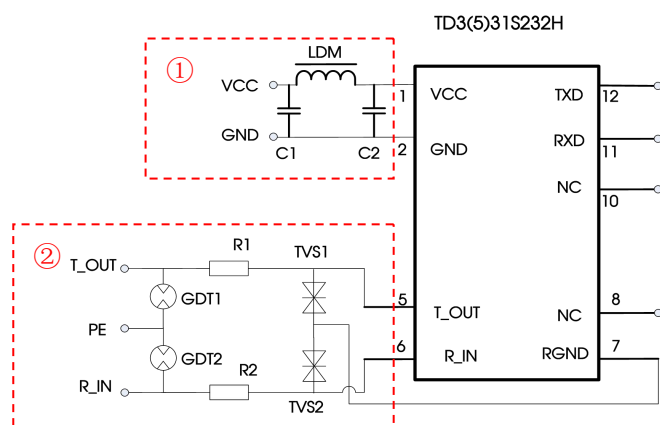 TD3(5)31S232H
①
LDM
VCC
GND
C1
C2
1
2
VCC
GND
TXD
RXD
NC
12
11
10
②
T_OUT
PE
R_IN
GDT1
GDT2
R1
R2
TVS1
TVS2
5
6
T_OUT
R_IN
NC
RGND
8
7